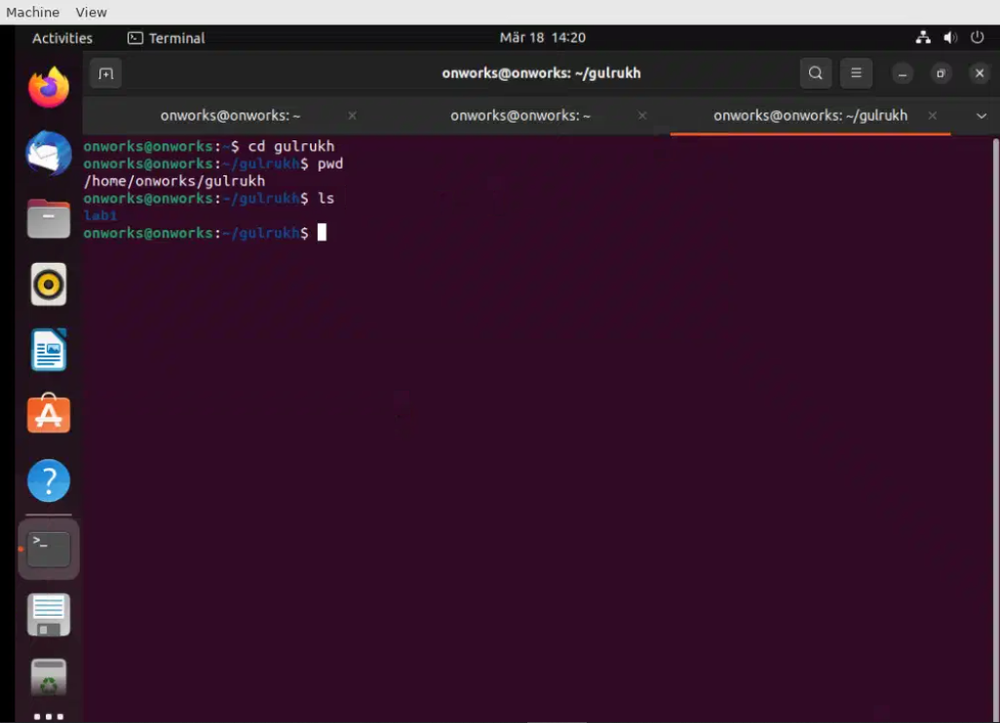 Machine View
Activities Terminal Mär 18 14:20
onworks@onworks: ~/gulrukh
onworks@onworks: ~ onworks@onworks: ~ onworks@onworks: ~/gulrukh
onworks@onworks:~$ cd gulrukh
onworks@onworks:~/gulrukh$ pwd
/home/onworks/gulrukh
onworks@onworks:~/gulrukh$ ls
lab1
onworks@onworks:~/gulrukh$